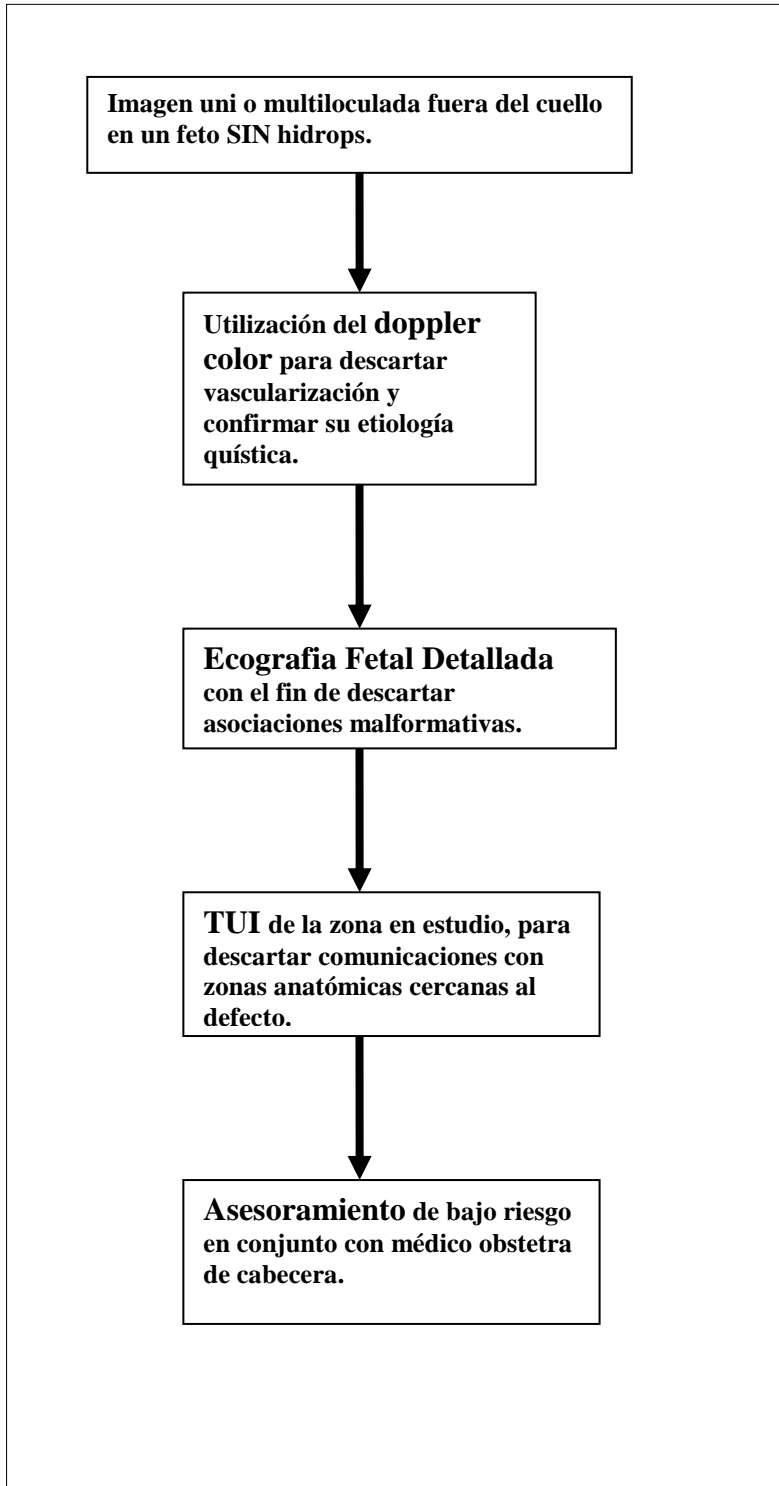 Imagen uni o multiloculada fuera del cuello
en un feto SIN hidrops.
Utilización del doppler
color para descartar
vascularización y
confirmar su etiología
quística.
Ecografia Fetal Detallada
con el fin de descartar
asociaciones malformativas.
TUI de la zona en estudio, para
descartar comunicaciones con
zonas anatómicas cercanas al
defecto.
Asesoramiento de bajo riesgo
en conjunto con médico obstetra
de cabecera.